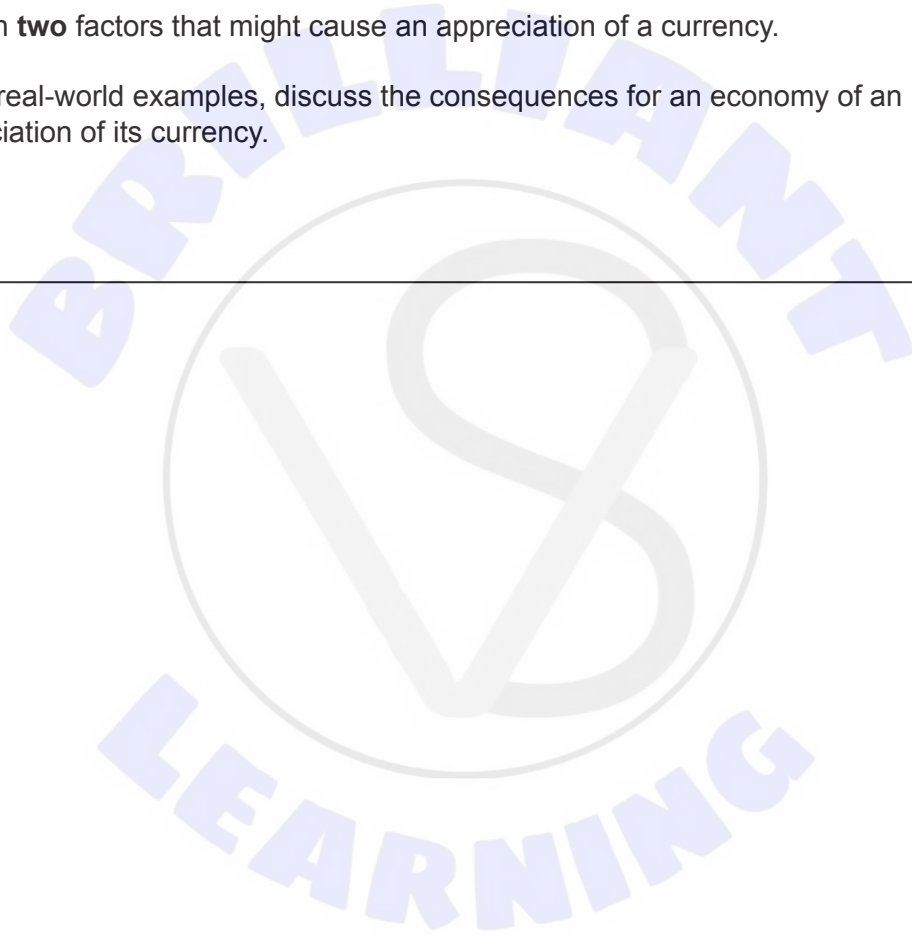 n two factors that might cause an appreciation of a currency.
real-world examples, discuss the consequences for an economy of an
ciation of its currency.
BRILLIANT
VS
LEARNING